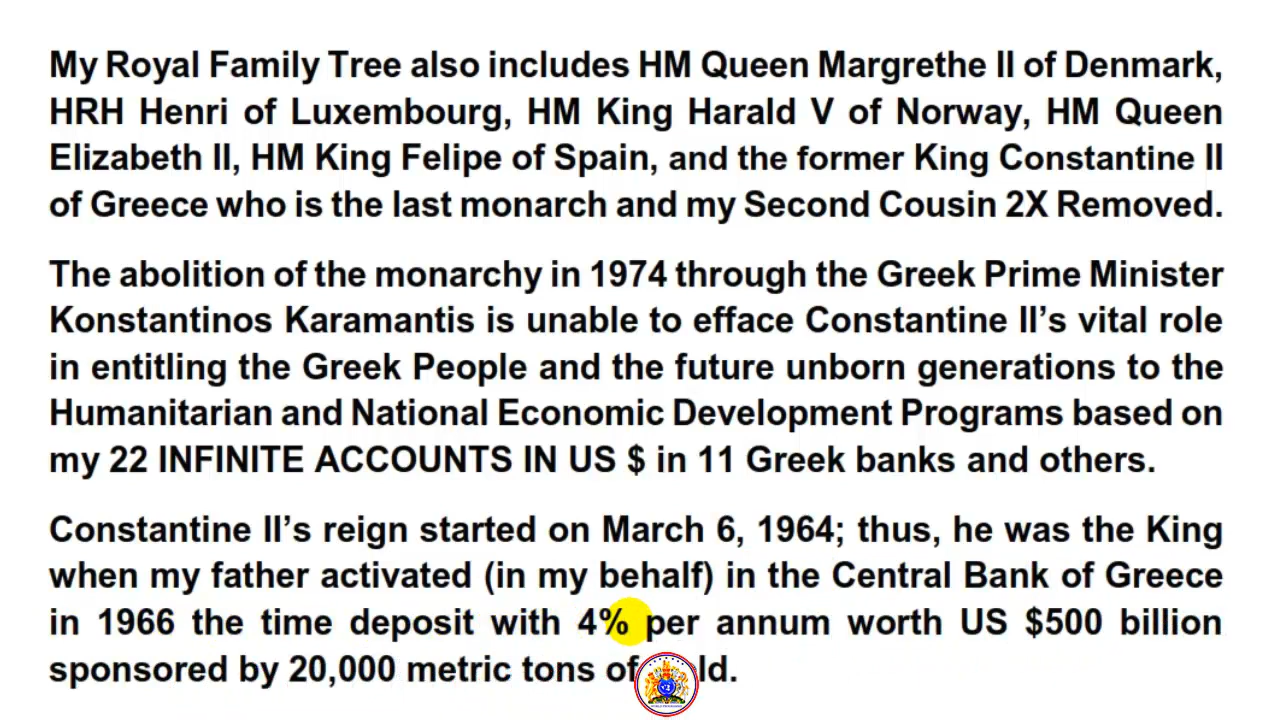 My Royal Family Tree also includes HM Queen Margrethe II of Denmark,
HRH Henri of Luxembourg, HM King Harald V of Norway, HM Queen
Elizabeth II, HM King Felipe of Spain, and the former King Constantine II
of Greece who is the last monarch and my Second Cousin 2X Removed.
The abolition of the monarchy in 1974 through the Greek Prime Minister
Konstantinos Karamantis is unable to efface Constantine II’s vital role
in entitling the Greek People and the future unborn generations to the
Humanitarian and National Economic Development Programs based on
my 22 INFINITE ACCOUNTS IN US $ in 11 Greek banks and others.
Constantine II’s reign started on March 6, 1964; thus, he was the King
when my father activated (in my behalf) in the Central Bank of Greece
in 1966 the time deposit with 4% per annum worth US $500 billion
sponsored by 20,000 metric tons of